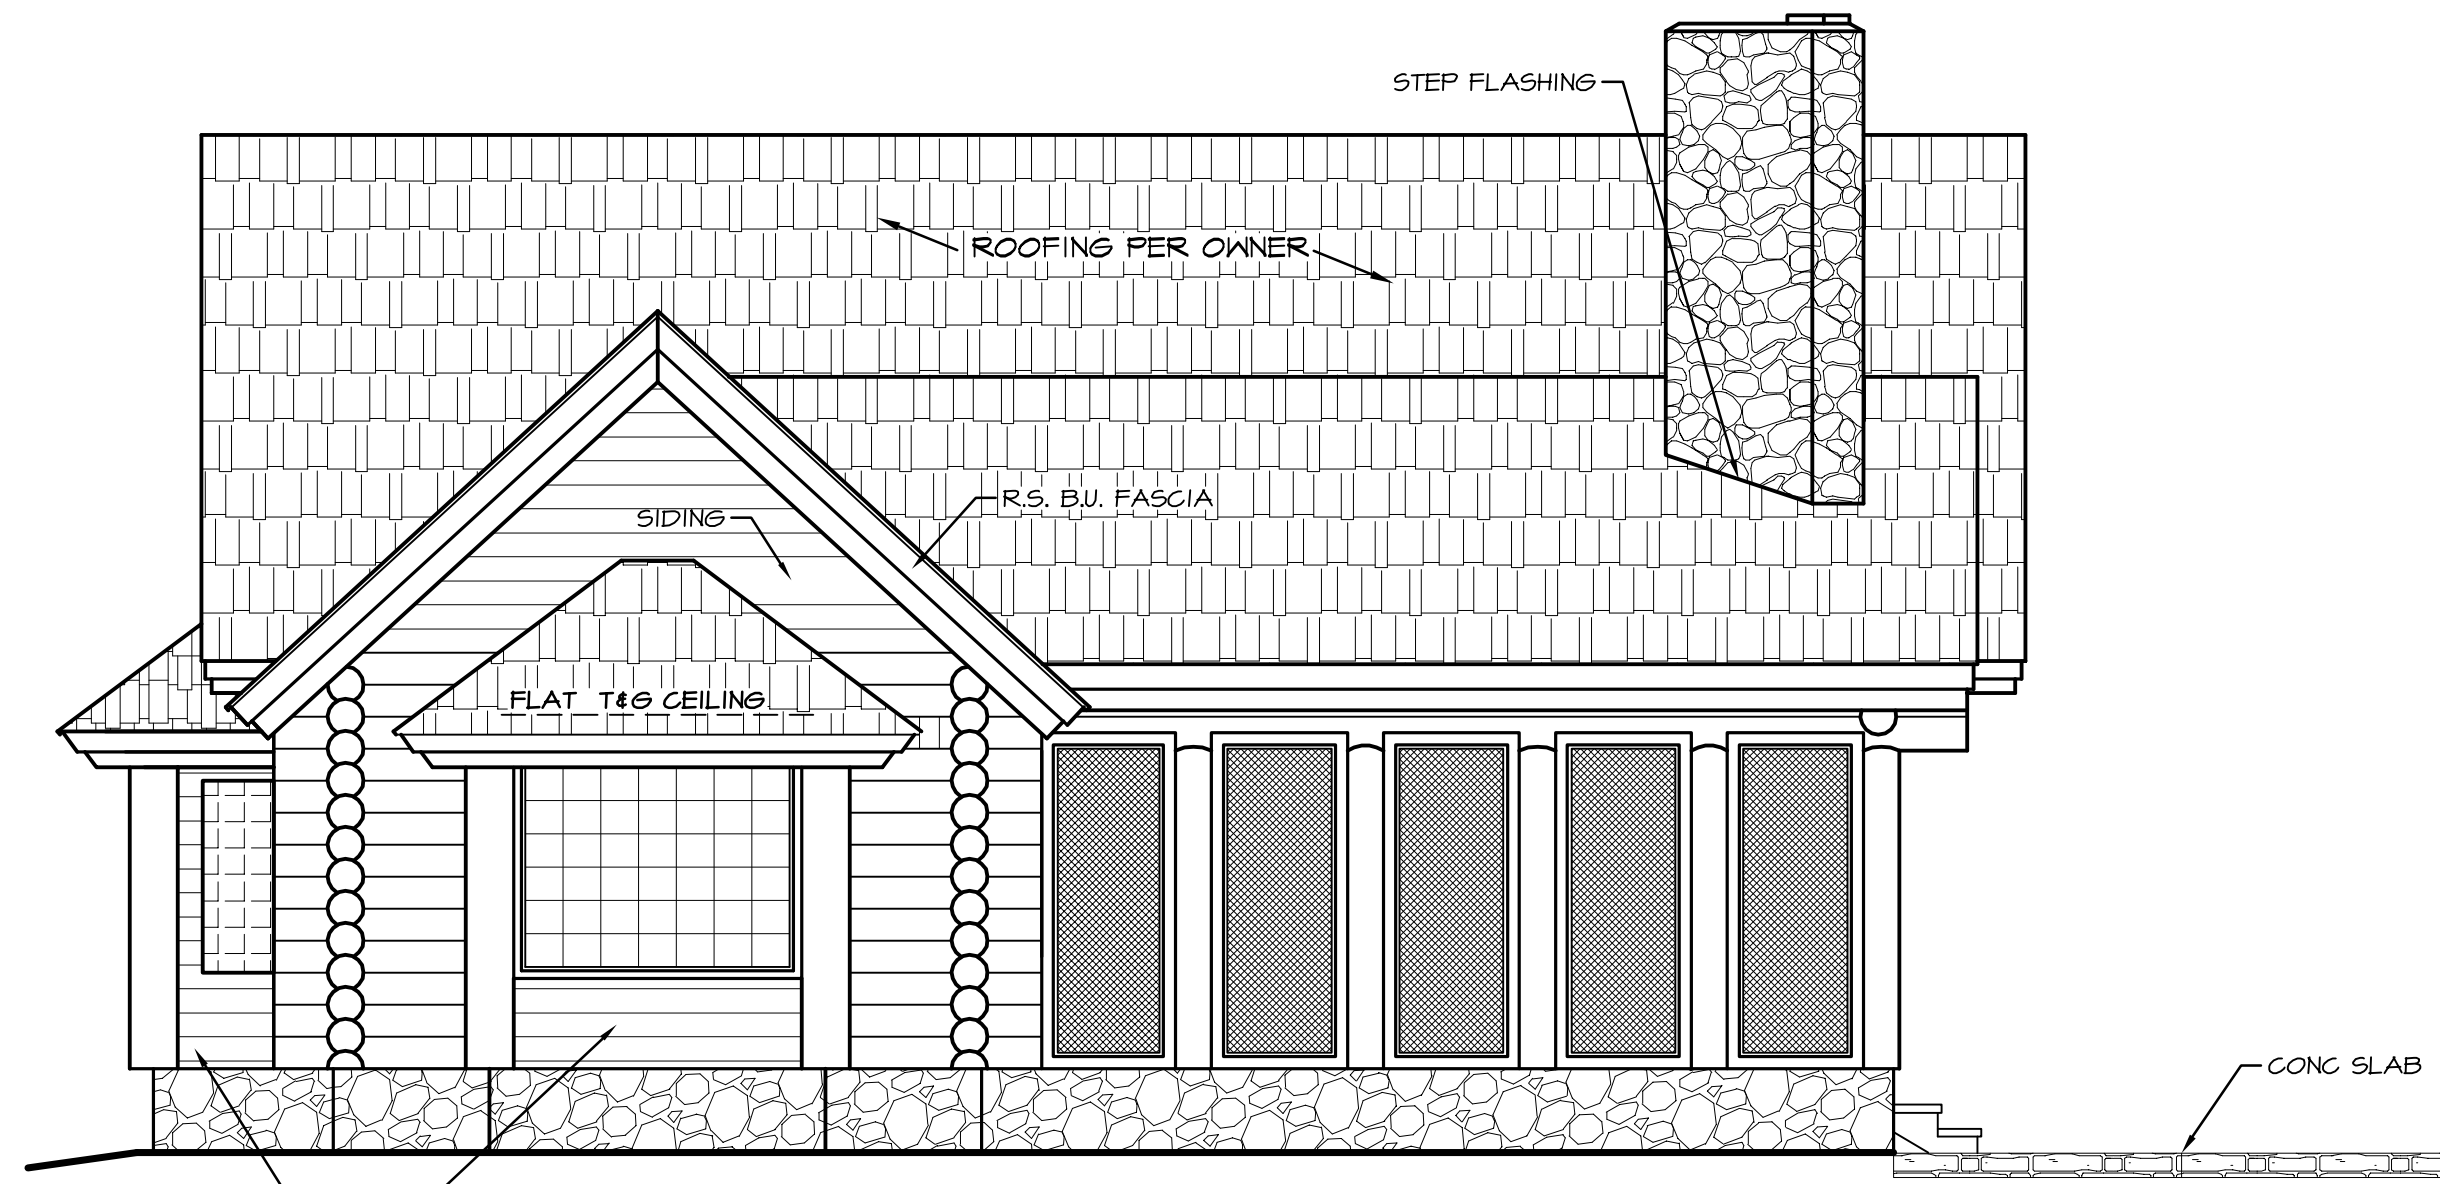 STEP FLASHING
ROOFING PER OWNER
R.S. B.U. FASCIA
SIDING
FLAT T&G CEILING
CONC SLAB